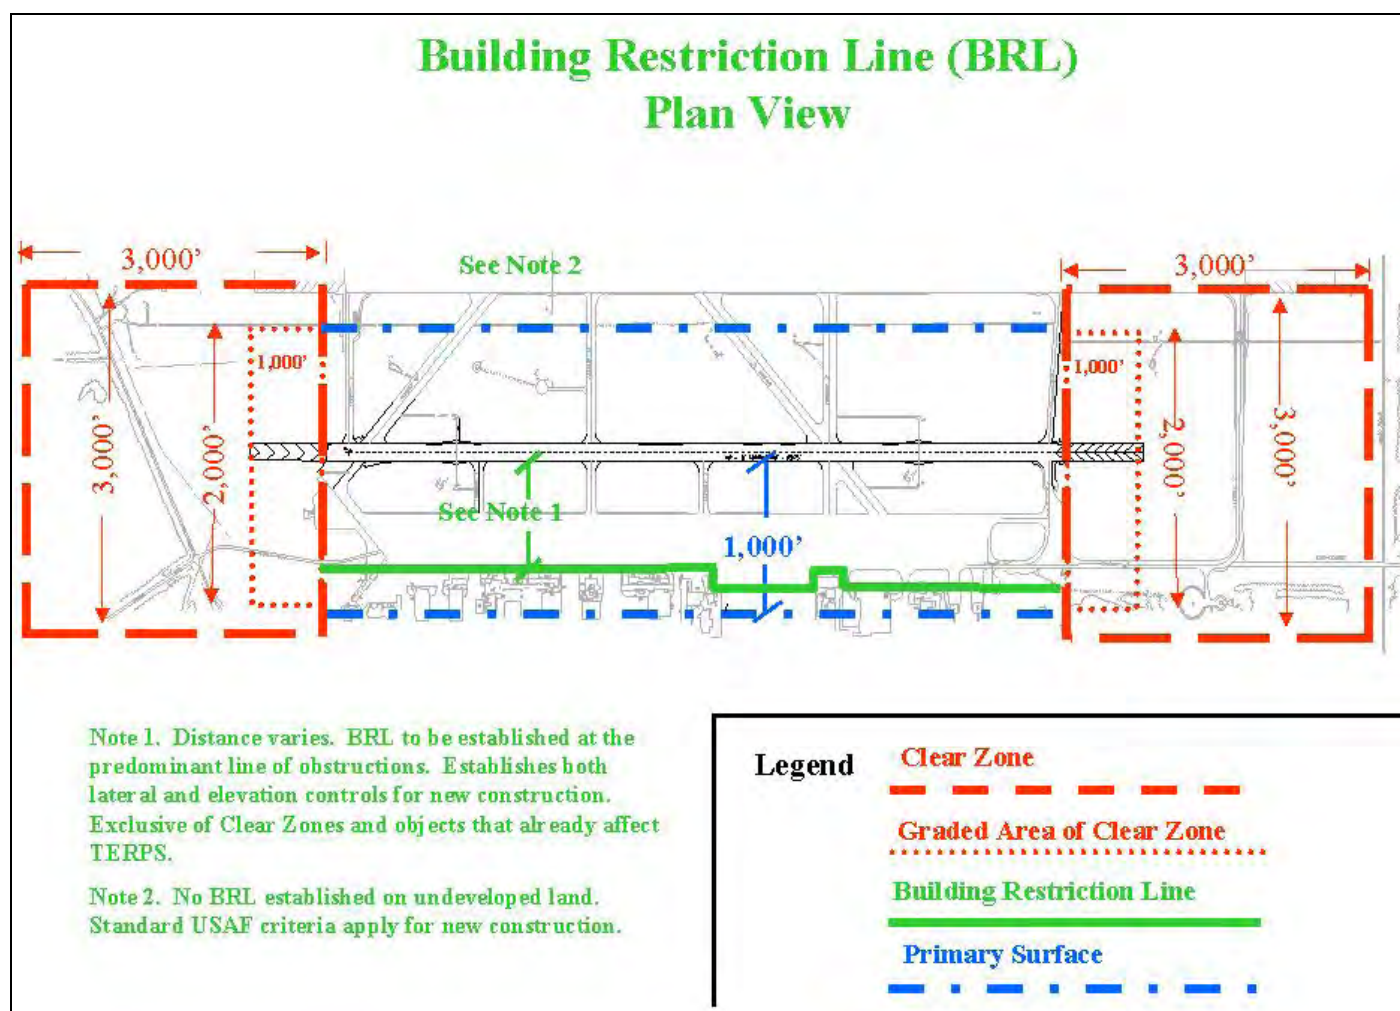 Building Restriction Line (BRL)
Plan View
3,000’
See Note 2
3,000’
1,000’
1,000’
3,000’
2,000’
2,000’
3,000’
See Note 1
1,000’
Note 1. Distance varies. BRL to be established at the
predominant line of obstructions. Establishes both
lateral and elevation controls for new construction.
Exclusive of Clear Zones and objects that already affect
TERPS.
Note 2. No BRL established on undeveloped land.
Standard USAF criteria apply for new construction.
Legend
Clear Zone
Graded Area of Clear Zone
Building Restriction Line
Primary Surface